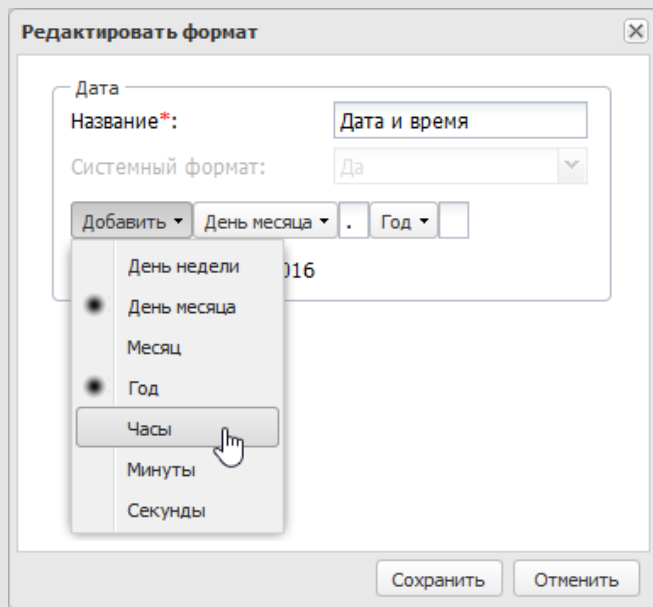 Редактировать формат
Дата
Название*: Дата и время
Системный формат: Да
Добавить День месяца . Год
День недели
016
День месяца
Месяц
Год
Часы
Минуты
Секунды
Сохранить Отменить